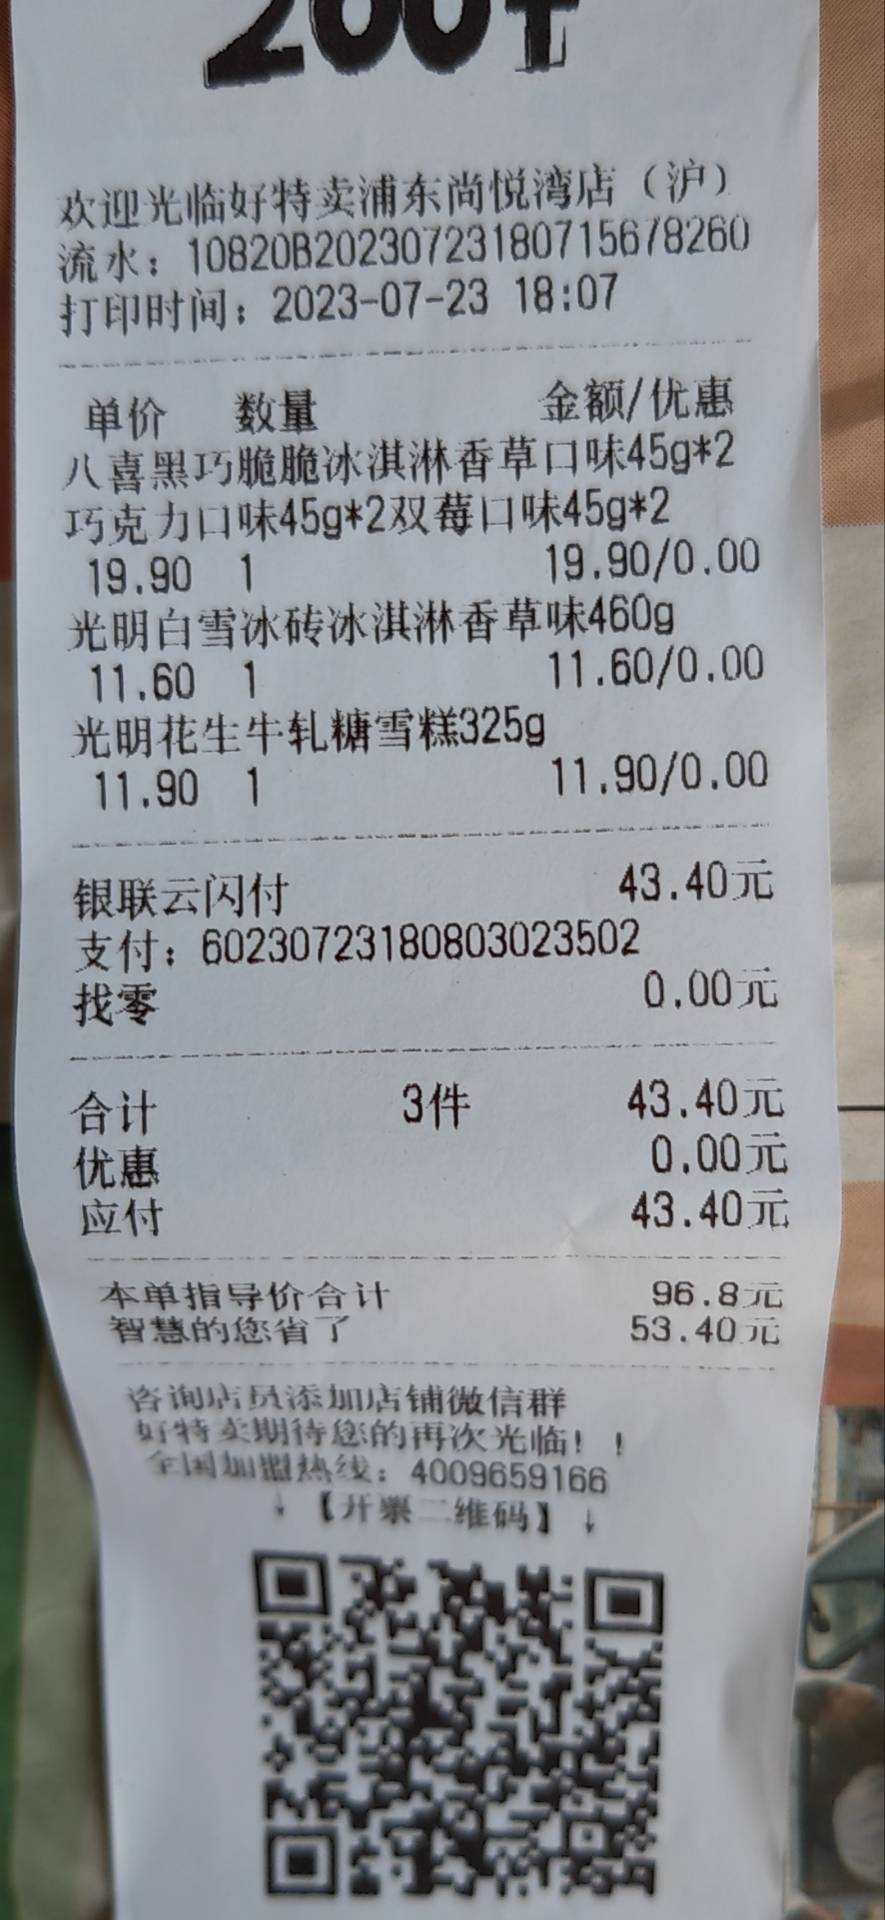 欢迎光临好特卖浦东尚悦湾店（沪）
流水：10820B20230723180715678260
打印时间：2023-07-23 18:07
单价 数量 金额/优惠
八喜黑巧脆脆冰淇淋香草口味45g*2
巧克力口味45g*2双莓口味45g*2
19.90 1 19.90/0.00
光明白雪冰砖冰淇淋香草味460g
11.60 1 11.60/0.00
光明花生牛轧糖雪糕325g
11.90 1 11.90/0.00
银联云闪付 43.40元
支付：60230723180803023502
找零 0.00元
合计 3件 43.40元
优惠 0.00元
应付 43.40元
本单指导价合计 96.8元
智慧的您省了 53.40元
咨询店员添加店铺微信群
好特卖期待您的再次光临！！
全国加盟热线：4009659166
↓【开票二维码】↓